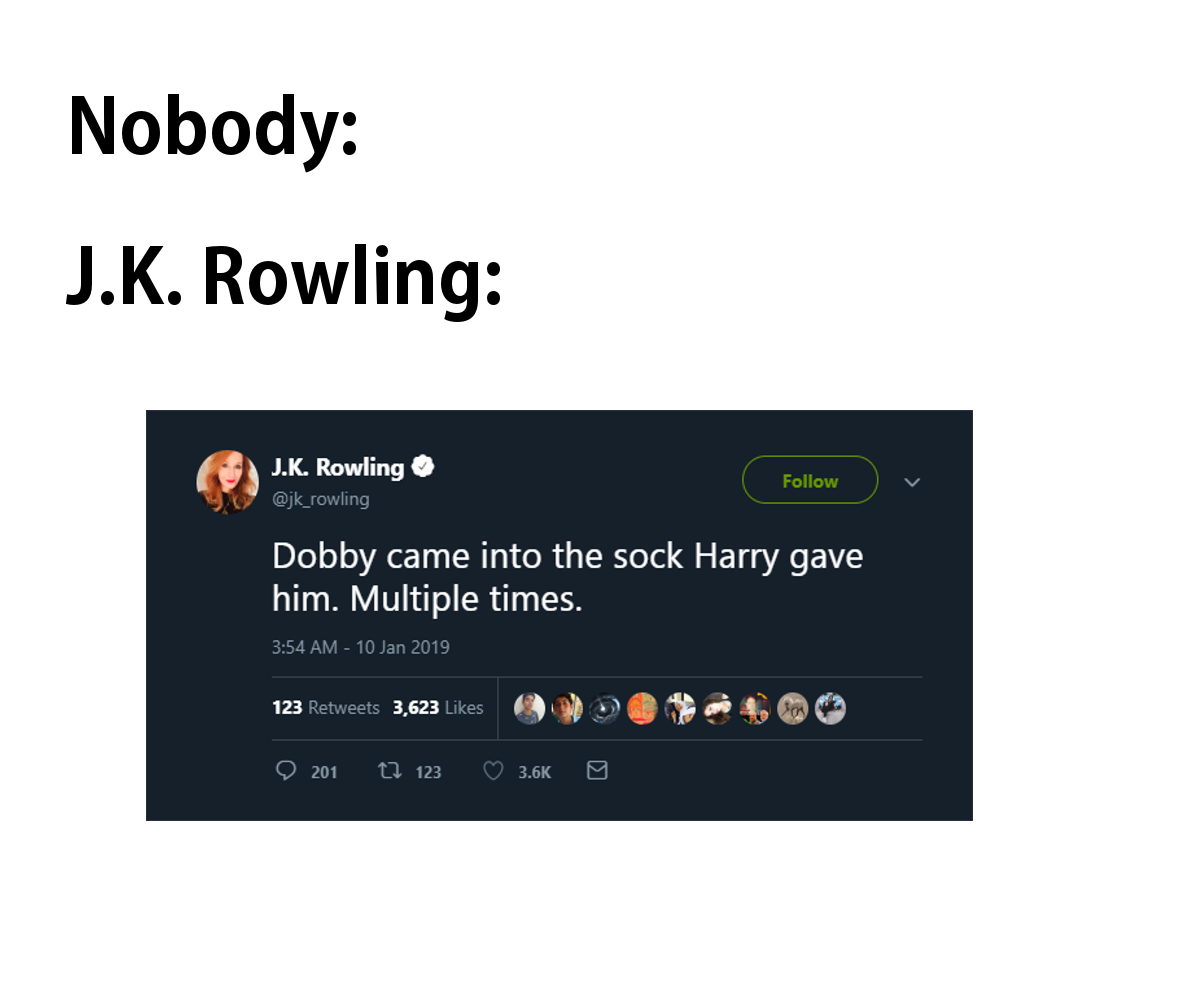 Nobody:
J.K. Rowling:
J.K. Rowling
Follow
@jk_rowling
Dobby came into the sock Harry gave
him. Multiple times.
3:54 AM - 10 Jan 2019
123 Retweets 3,623 Likes
201 123 3.6K